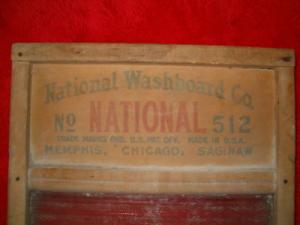 National Washboard Co.
No NATIONAL 512
TRADE MARKS REG. U.S. PAT. OFF. MADE IN U.S.A.
MEMPHIS, CHICAGO, SAGINAW